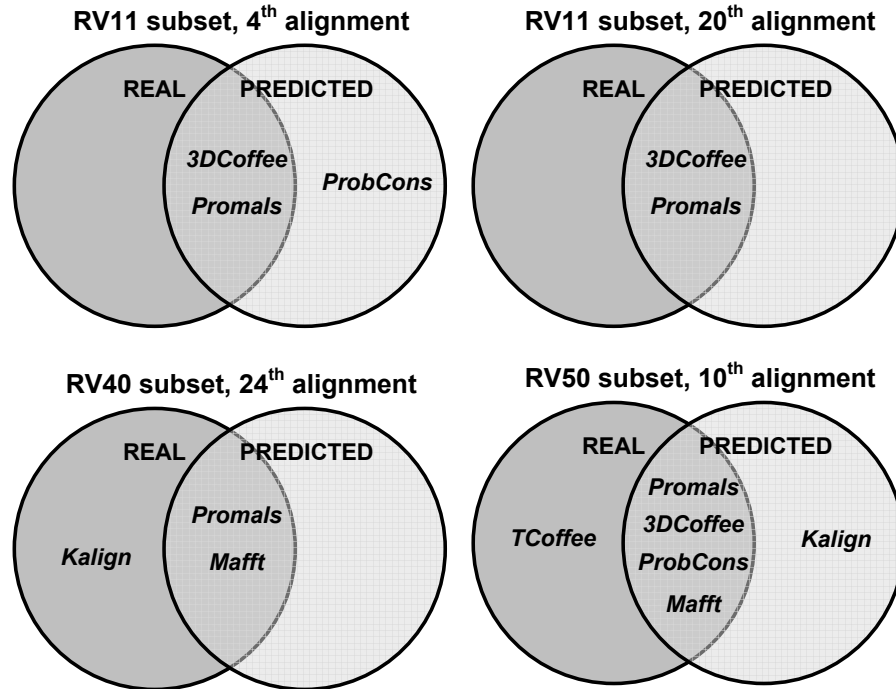 RV11 subset, 4th alignment
REAL PREDICTED
3DCoffee
ProbCons
Promals
RV11 subset, 20th alignment
REAL PREDICTED
3DCoffee
Promals
RV40 subset, 24th alignment
REAL PREDICTED
Promals
Kalign
Mafft
RV50 subset, 10th alignment
REAL PREDICTED
Promals
3DCoffee
TCoffee
Kalign
ProbCons
Mafft